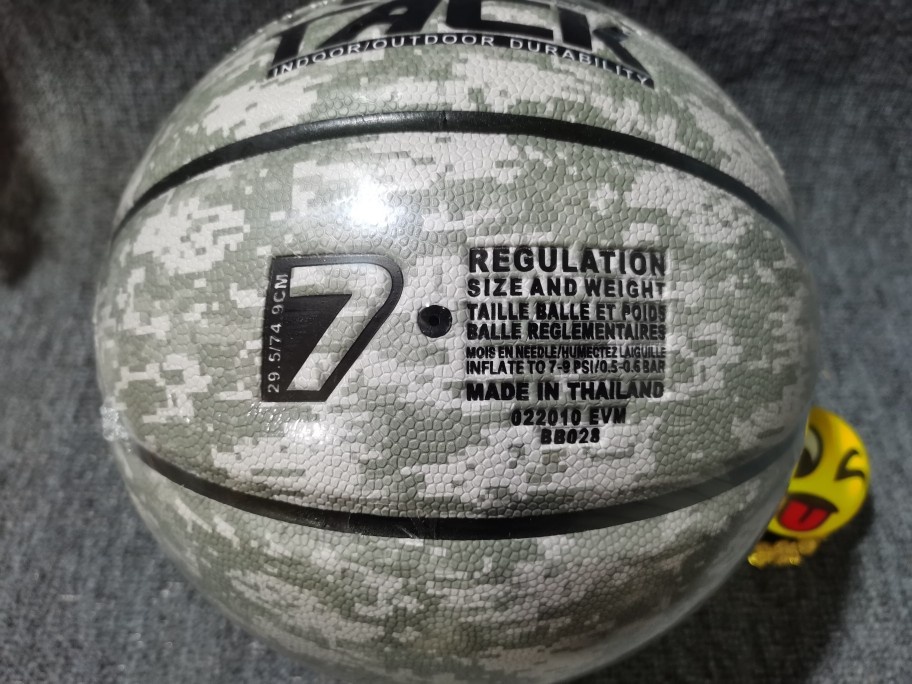 TACK
INDOOR/OUTDOOR DURABILITY
29.5/74 9CM
7
REGULATION
SIZE AND WEIGHT
TAILLE BALLE ET POIDS
BALLE REGLEMENTAIRES
MOIS EN NEEDLE/HUMECTEZ LAIGUILLE
INFLATE TO 7-9 PSI/0.5-0.6 BAR
MADE IN THAILAND
022010 EVM
BB028